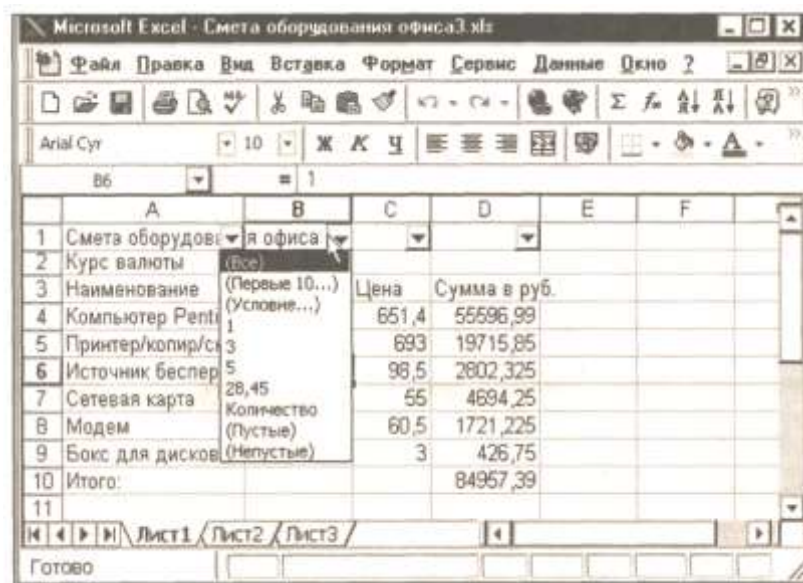 Microsoft Excel - Смета оборудования офиса3.xls
Файл Правка Вид Вставка Формат Сервис Данные Окно ?
Arial Cyr 10 Ж К Ч
B6 = 1
A B C D E F
1 Смета оборудова я офиса
2 Курс валюты (Все)
3 Наименование (Первые 10...) Цена Сумма в руб.
(Условие...)
4 Компьютер Penti 1 651,4 55596,99
5 Принтер/копир/ск 3 693 19715,85
6 Источник беспер 5 98,5 2802,325
7 Сетевая карта 28,45 55 4694,25
Количество
8 Модем (Пустые) 60,5 1721,225
9 Бокс для дисков (Непустые) 3 426,75
10 Итого: 84957,39
11
Лист1 Лист2 Лист3
Готово